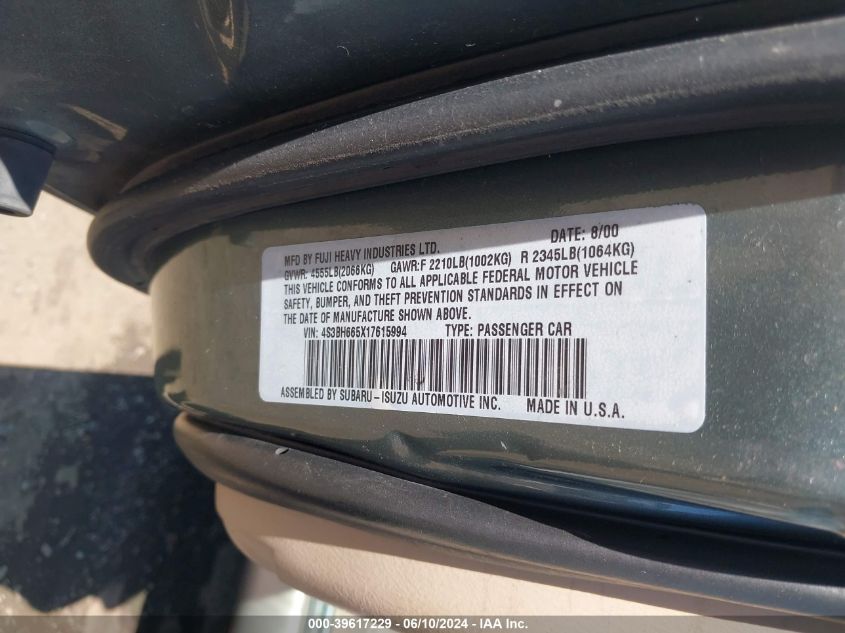 MFD BY FUJI HEAVY INDUSTRIES LTD. DATE: 8/00
GVWR: 4555LB(2066KG) GAWR:F 2210LB(1002KG) R 2345LB(1064KG)
THIS VEHICLE CONFORMS TO ALL APPLICABLE FEDERAL MOTOR VEHICLE
SAFETY, BUMPER, AND THEFT PREVENTION STANDARDS IN EFFECT ON
THE DATE OF MANUFACTURE SHOWN ABOVE.
VIN: 4S3BH665X17615994 TYPE: PASSENGER CAR
ASSEMBLED BY SUBARU-ISUZU AUTOMOTIVE INC. MADE IN U.S.A.
000-39617229 - 06/10/2024 - IAA Inc.